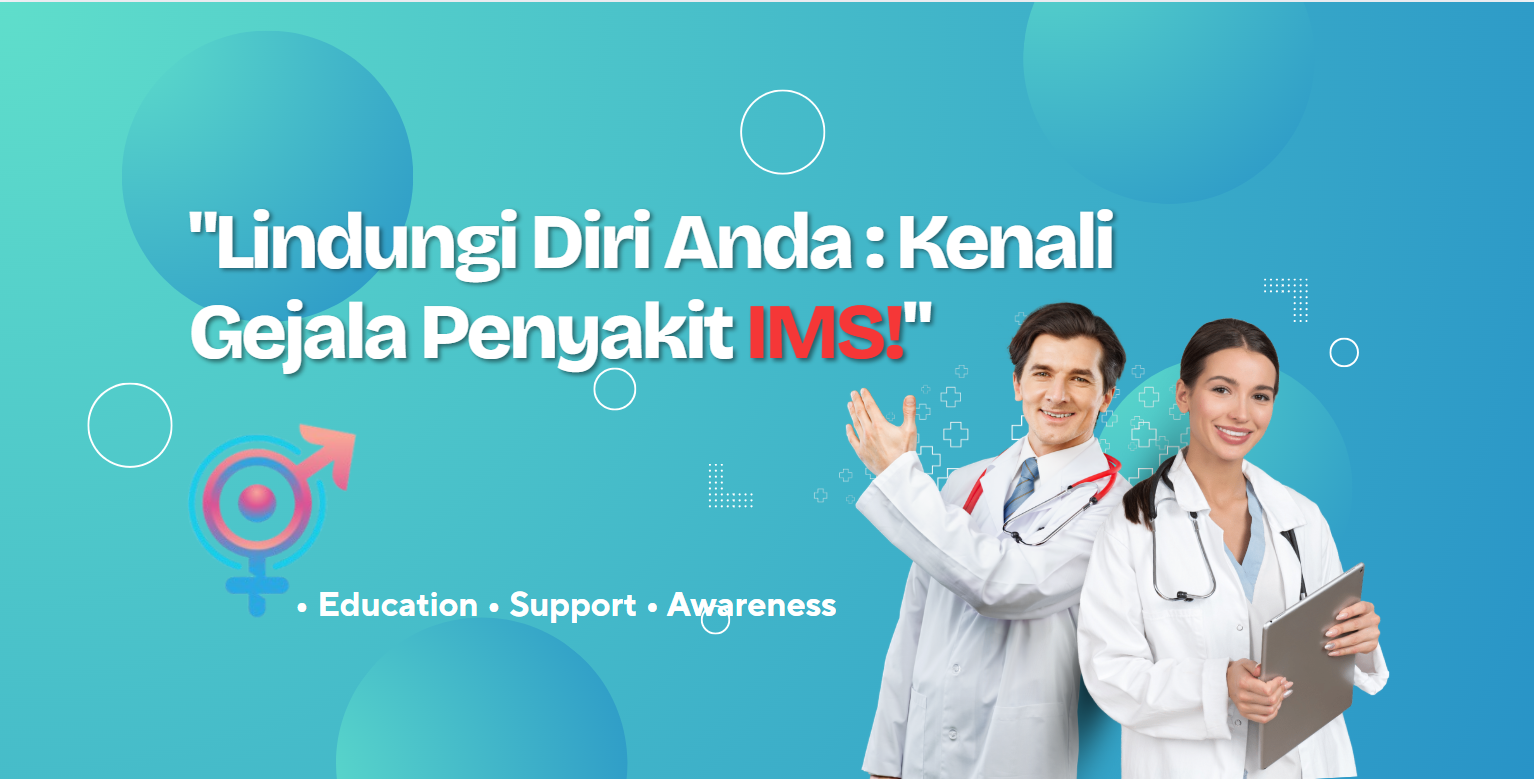 "Lindungi Diri Anda : Kenali
Gejala Penyakit IMS!"
• Education • Support • Awareness